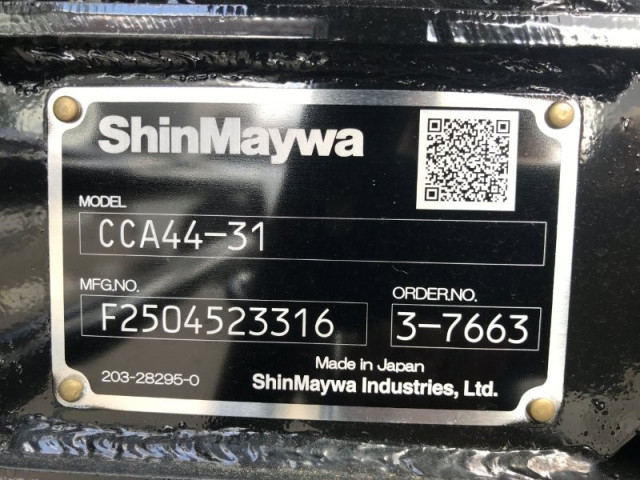 ShinMaywa
MODEL
CCA44-31
MFG.NO.
F2504523316
ORDER.NO.
3-7663
203-28295-0
Made in Japan
ShinMaywa Industries, Ltd.